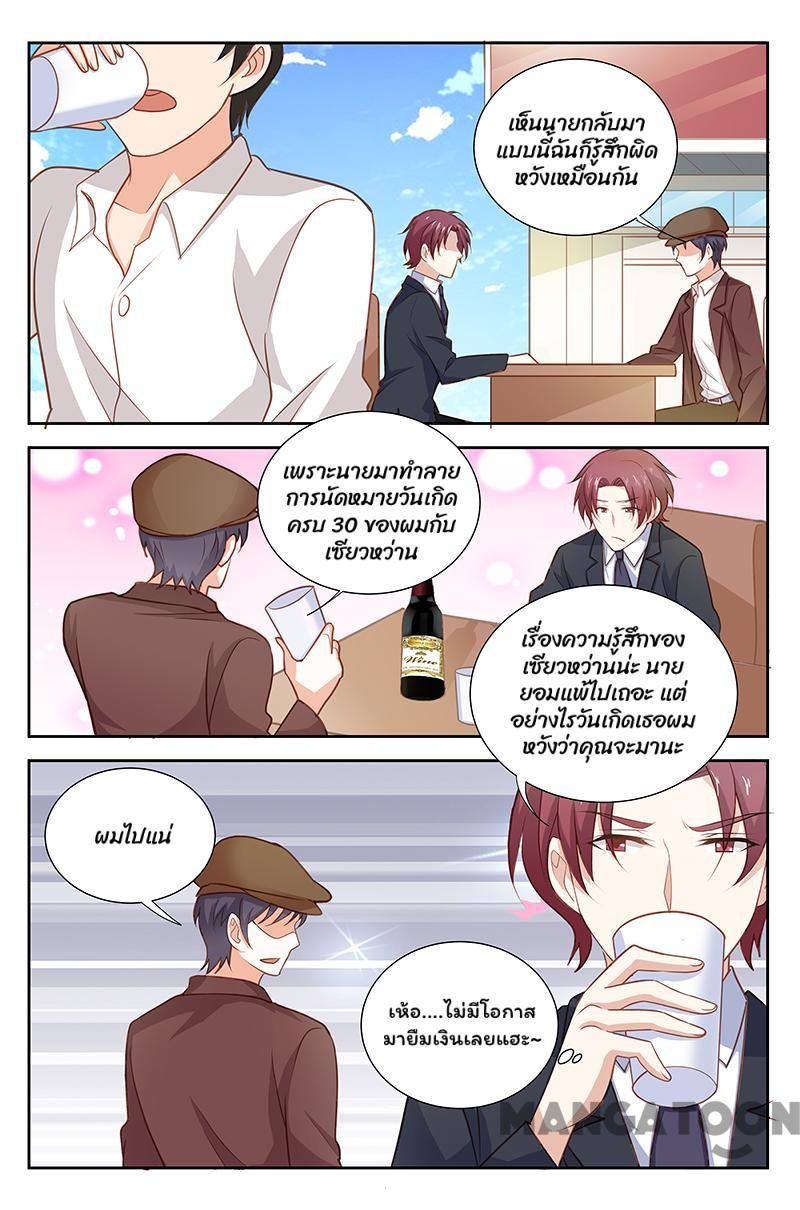 เห็นนายกลับมา
แบบนี้ฉันก็รู้สึกผิด
หวังเหมือนกัน
เพราะนายมาทำลาย
การนัดหมายวันเกิด
ครบ 30 ของผมกับ
เซียวหว่าน
Wine
เรื่องความรู้สึกของ
เซียวหว่านน่ะ นาย
ยอมแพ้ไปเถอะ แต่
อย่างไรวันเกิดเธอผม
หวังว่าคุณจะมานะ
ผมไปแน่
เห้อ....ไม่มีโอกาส
มายืมเงินเลยแฮะ~
MANGATOON